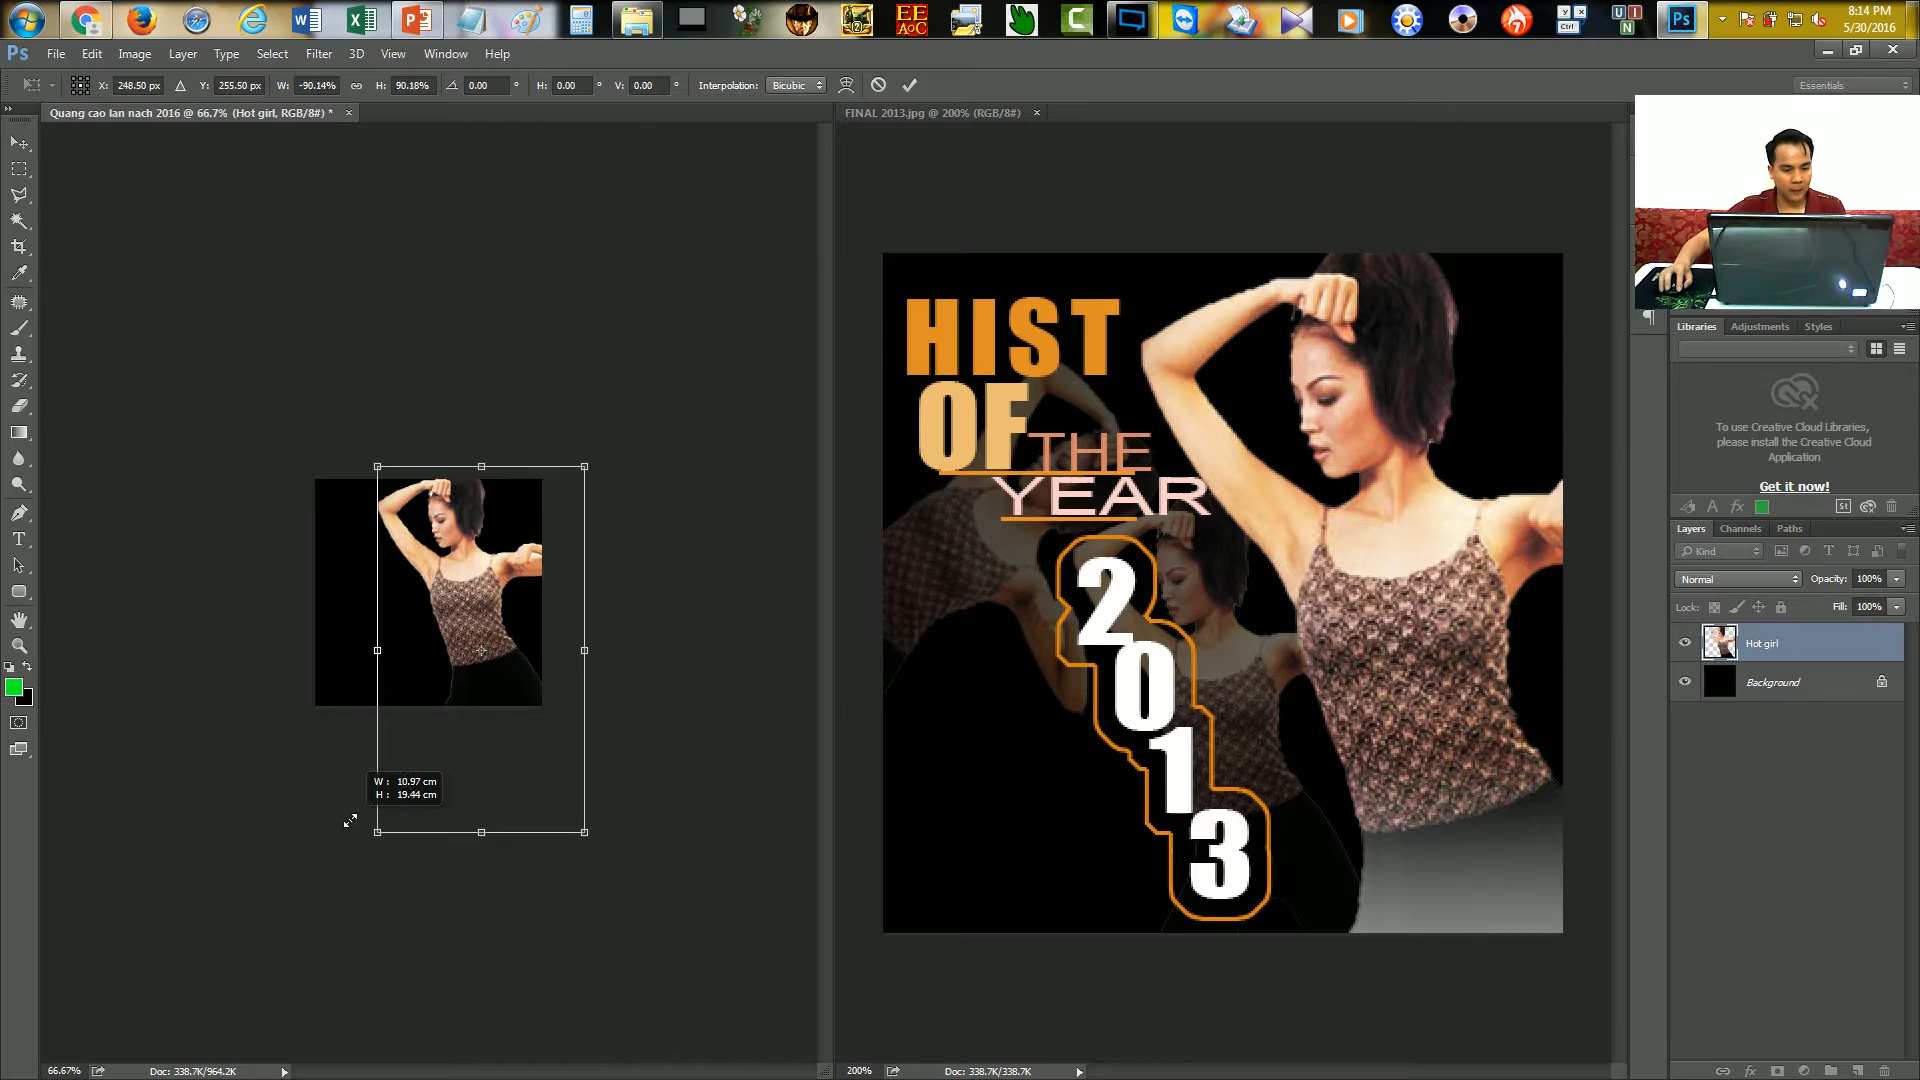 8:14 PM
5/30/2016
Ps
File Edit Image Layer Type Select Filter 3D View Window Help
X: 248.50 px Y: 255.50 px W: -90.14% H: 90.18% 0.00 ° H: 0.00 ° V: 0.00 ° Interpolation: Bicubic Essentials
Quang cao lan nach 2016 @ 66.7% (Hot girl, RGB/8#) * ×
FINAL 2013.jpg @ 200% (RGB/8#) ×
HIST
OF
THE
YEAR
2
0
1
3
W : 10.97 cm
H : 19.44 cm
Libraries Adjustments Styles
To use Creative Cloud Libraries,
please install the Creative Cloud
Application
Get it now!
Layers Channels Paths
Kind
Normal Opacity: 100%
Lock: Fill: 100%
Hot girl
Background
66.67% Doc: 338.7K/964.2K
200% Doc: 338.7K/338.7K